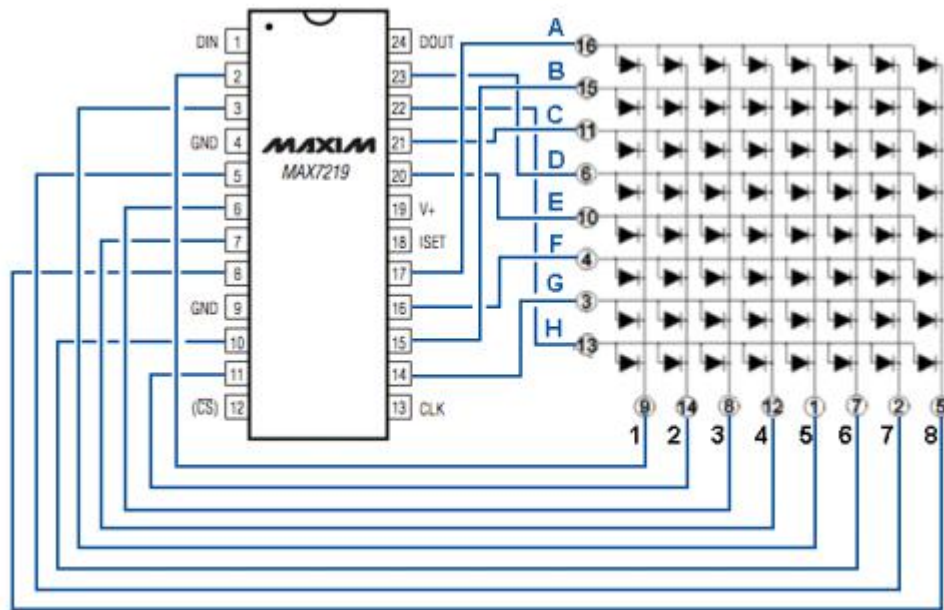 DIN 1
2
3
GND 4
5
6
7
8
GND 9
10
11
(CS) 12
MAXIM
MAX7219
24 DOUT
23
22
21
20
19 V+
18 ISET
17
16
15
14
13 CLK
A
B
C
D
E
F
G
H
16
15
11
6
10
4
3
13
9 14 8 12 1 7 2 5
1 2 3 4 5 6 7 8